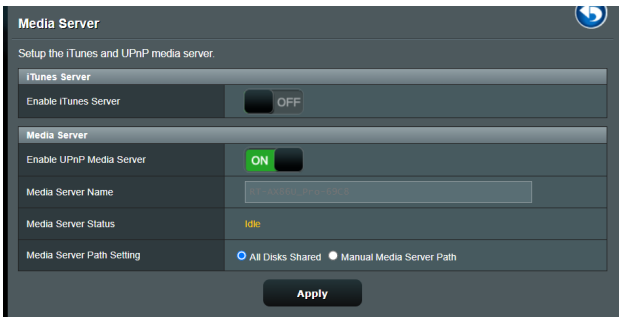 Media Server
Setup the iTunes and UPnP media server.
iTunes Server
Enable iTunes Server
OFF
Media Server
Enable UPnP Media Server
ON
Media Server Name
Media Server Status
Idle
Media Server Path Setting
All Disks Shared Manual Media Server Path
Apply